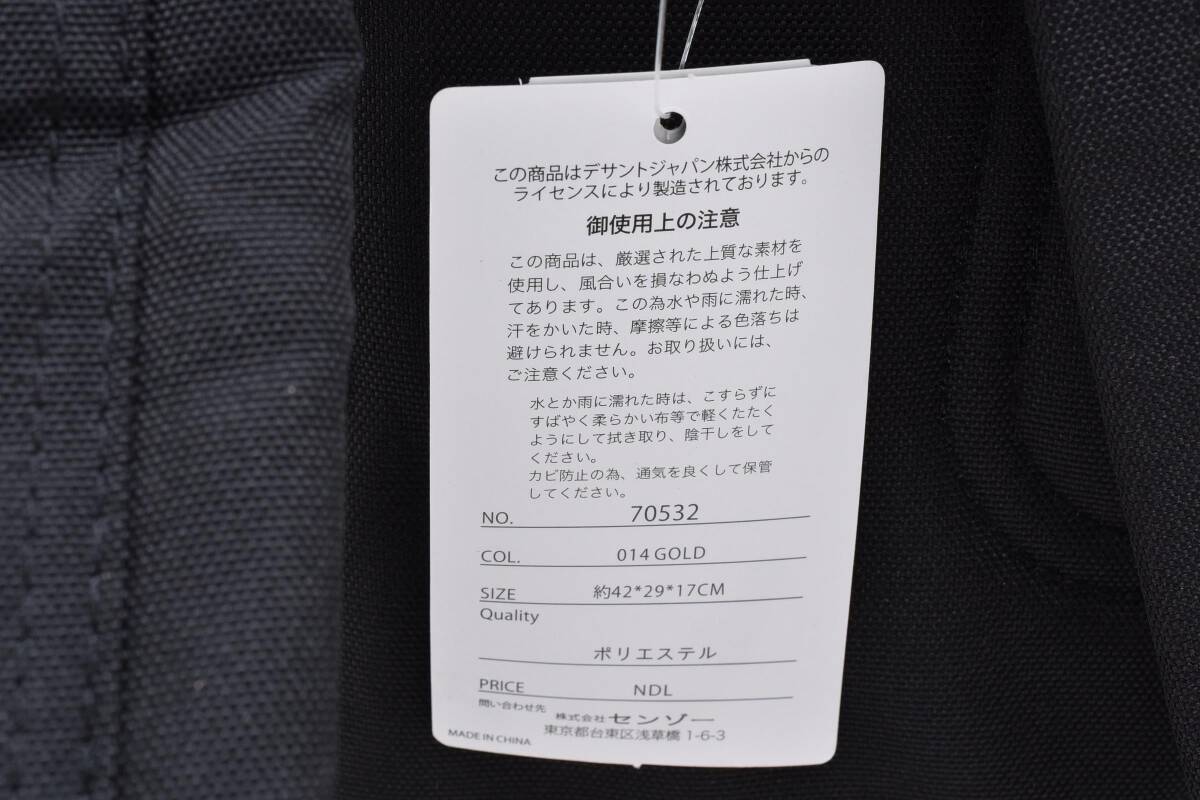 この商品はデサントジャパン株式会社からの
ライセンスにより製造されております。
御使用上の注意
この商品は、厳選された上質な素材を
使用し、風合いを損なわぬよう仕上げ
てあります。この為水や雨に濡れた時、
汗をかいた時、摩擦等による色落ちは
避けられません。お取り扱いには、
ご注意ください。
水とか雨に濡れた時は、こすらずに
すばやく柔らかい布等で軽くたたく
ようにして拭き取り、陰干しをして
ください。
カビ防止の為、通気を良くして保管
してください。
NO. 70532
COL. 014 GOLD
SIZE 約42*29*17CM
Quality
ポリエステル
PRICE NDL
問い合わせ先
株式会社 センゾー
東京都台東区浅草橋 1-6-3
MADE IN CHINA